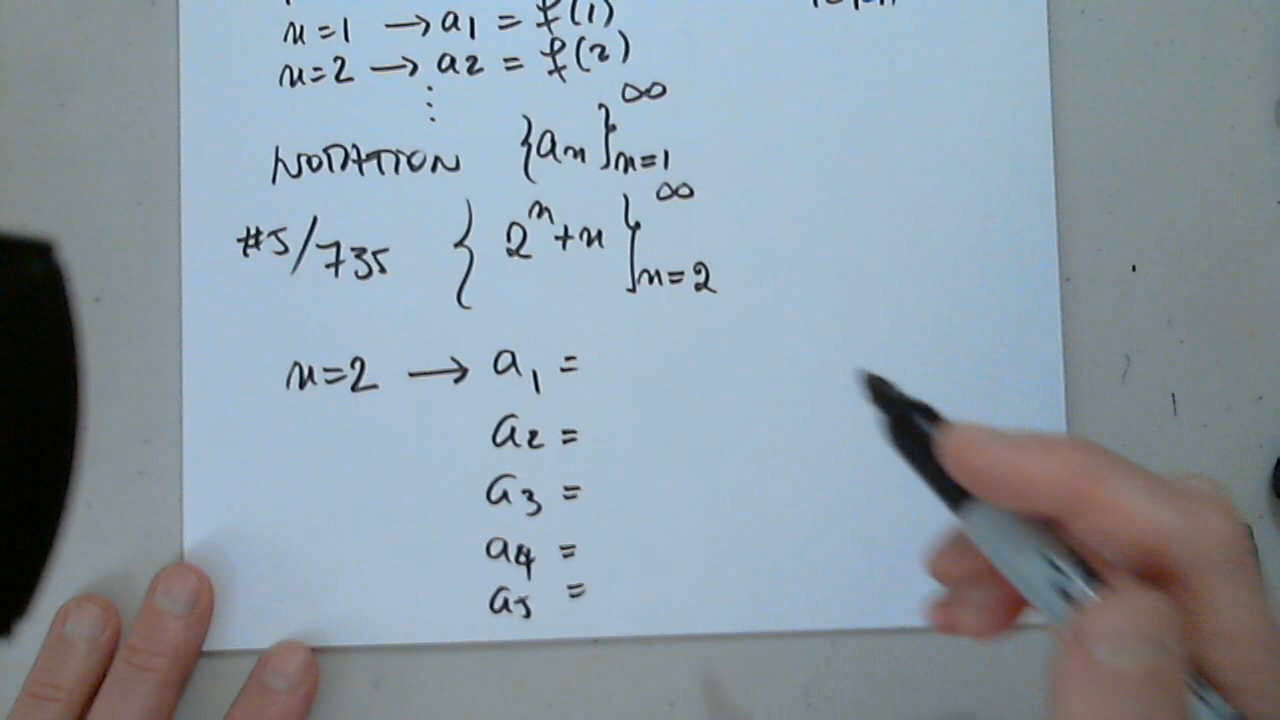 n=1 → a1 = f(1)
n=2 → a2 = f(2)
⋮
NOTATION {an}∞n=1
#5/735 {2^n+n}∞n=2
n=2 → a1 =
a2 =
a3 =
a4 =
a5 =